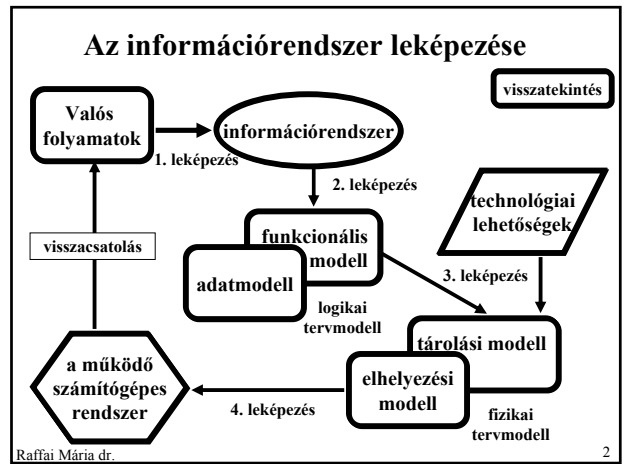 Az információrendszer leképezése
visszatekintés
Valós
folyamatok
információrendszer
1. leképezés
2. leképezés
technológiai
lehetőségek
funkcionális
modell
adatmodell
visszacsatolás
3. leképezés
logikai
tervmodell
tárolási modell
a működő
számítógépes
rendszer
elhelyezési
modell
4. leképezés
fizikai
tervmodell
Raffai Mária dr.
2